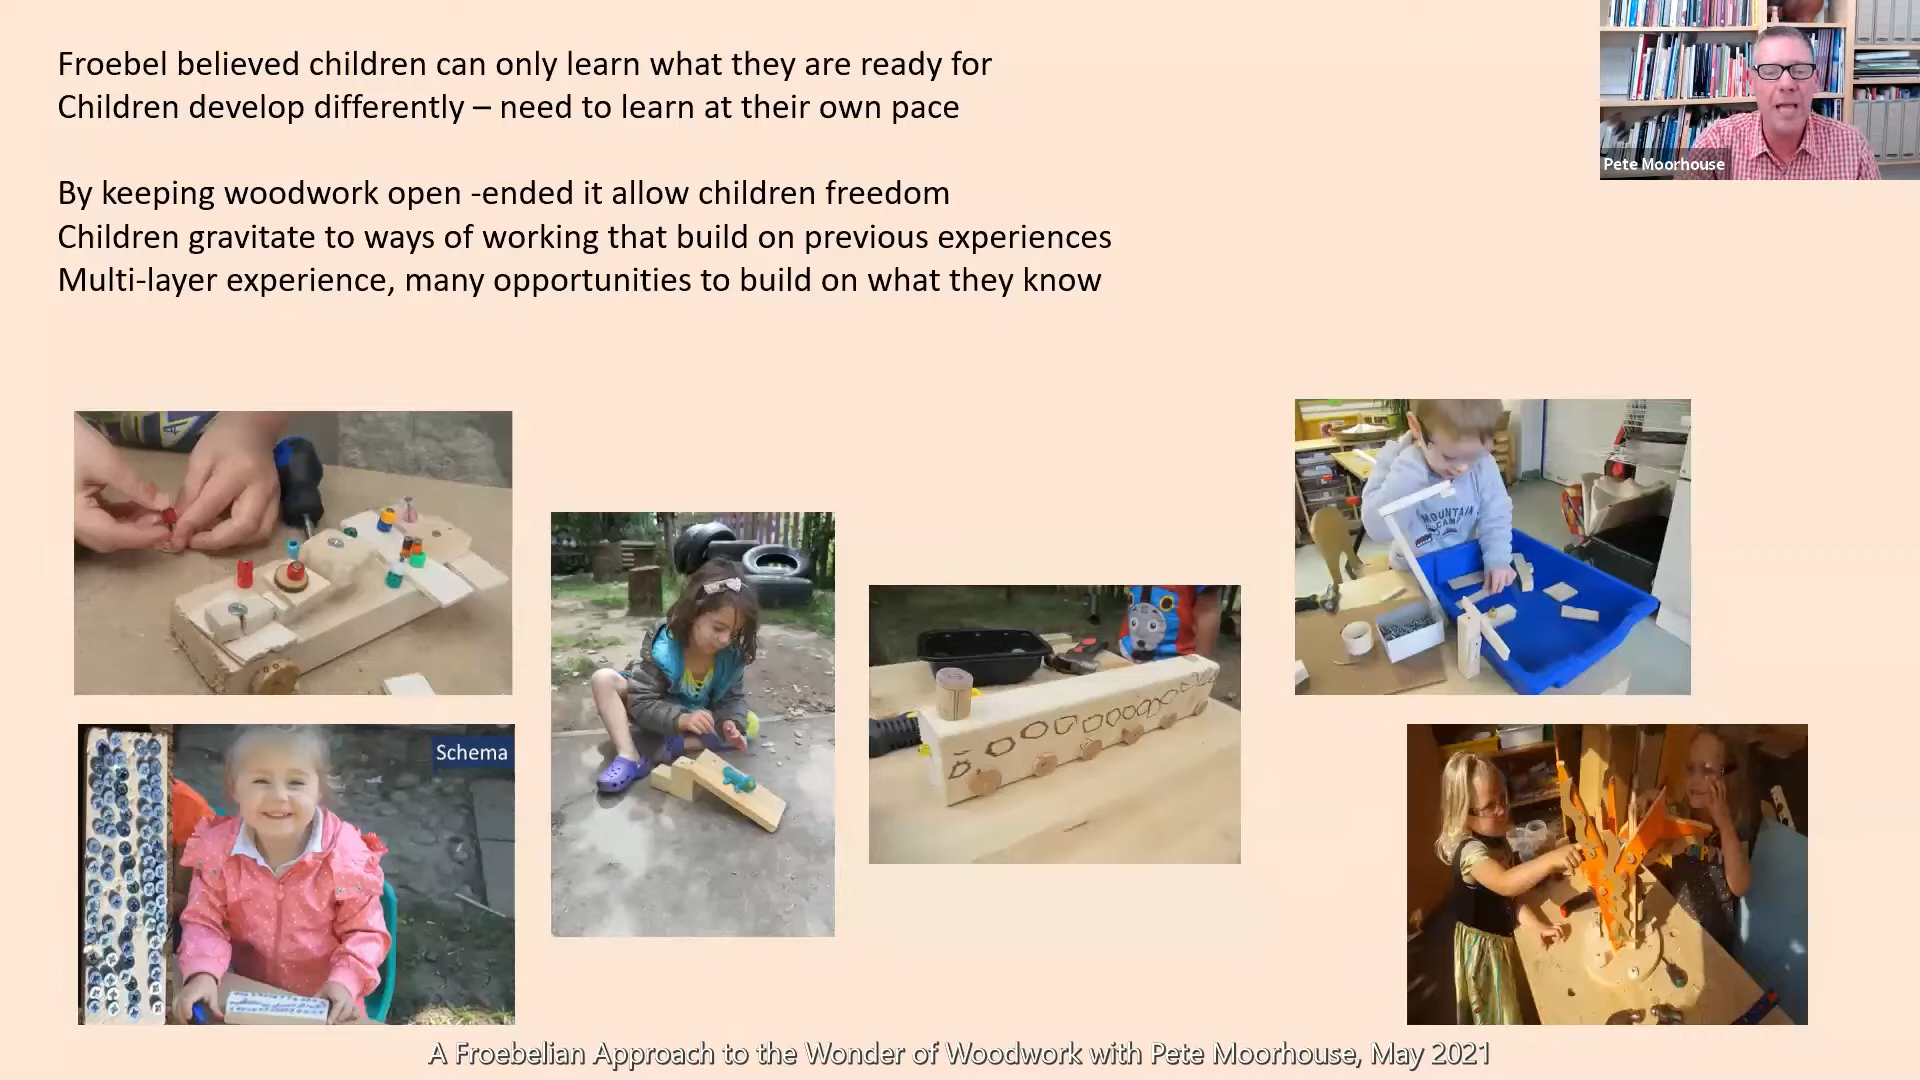 Froebel believed children can only learn what they are ready for
Children develop differently – need to learn at their own pace
By keeping woodwork open -ended it allow children freedom
Children gravitate to ways of working that build on previous experiences
Multi-layer experience, many opportunities to build on what they know
Pete Moorhouse
MOUNTAIN
CAMP
Schema
A Froebelian Approach to the Wonder of Woodwork with Pete Moorhouse, May 2021